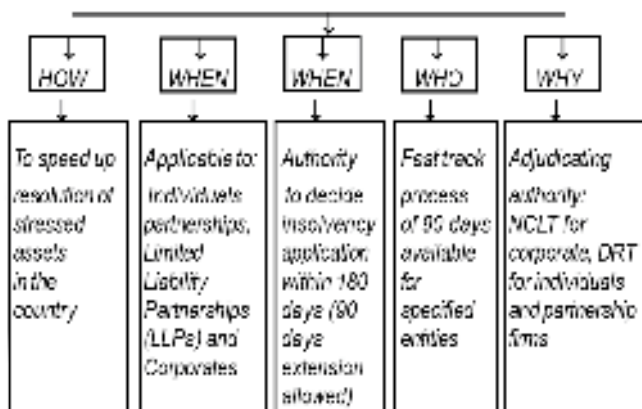 HOW
WHEN
WHEN
WHO
WHY
To speed up
resolution of
stressed
assets
in the
country
Applicable to:
Individuals
partnerships,
Limited
Liability
Partnerships
(LLPs) and
Corporates
Authority
to decide
insolvency
application
within 180
days (90
days
extension
allowed)
Fast track
process
of 90 days
available
for
specified
entities
Adjudicating
authority:
NCLT for
corporate, DRT
for individuals
and partnership
firms